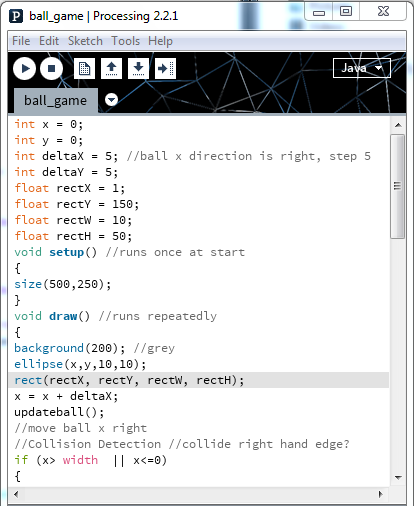 ball_game | Processing 2.2.1
File Edit Sketch Tools Help
Java
ball_game
int x = 0;
int y = 0;
int deltaX = 5; //ball x direction is right, step 5
int deltaY = 5;
float rectX = 1;
float rectY = 150;
float rectW = 10;
float rectH = 50;
void setup() //runs once at start
{
size(500,250);
}
void draw() //runs repeatedly
{
background(200); //grey
ellipse(x,y,10,10);
rect(rectX, rectY, rectW, rectH);
x = x + deltaX;
updateball();
//move ball x right
//Collision Detection //collide right hand edge?
if (x> width  || x<=0)
{